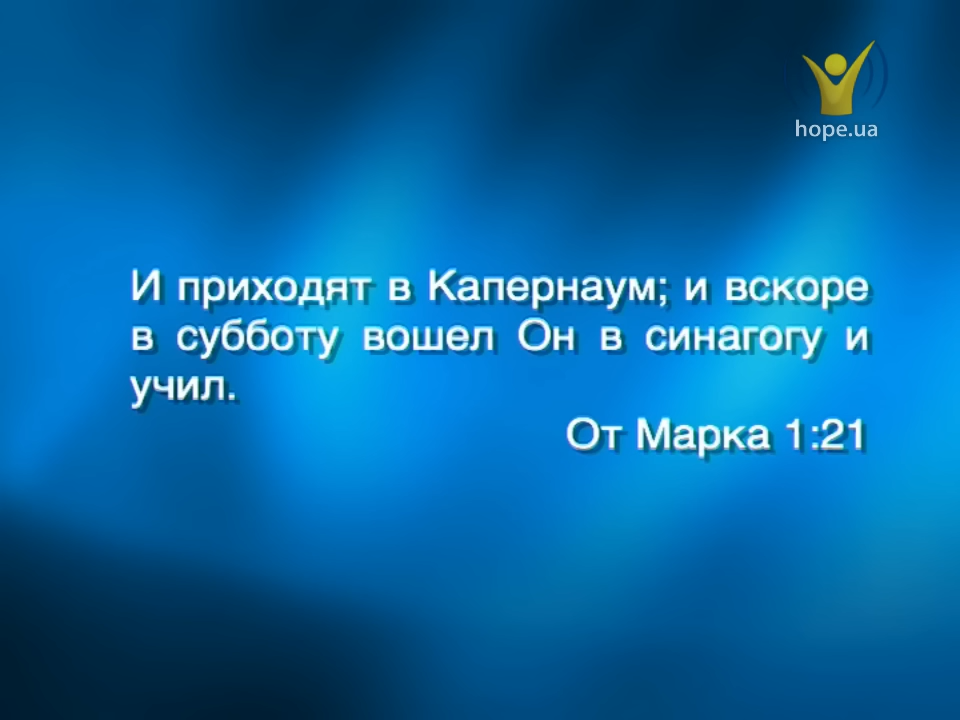 hope.ua
И приходят в Капернаум; и вскоре
в субботу вошел Он в синагогу и
учил.
От Марка 1:21